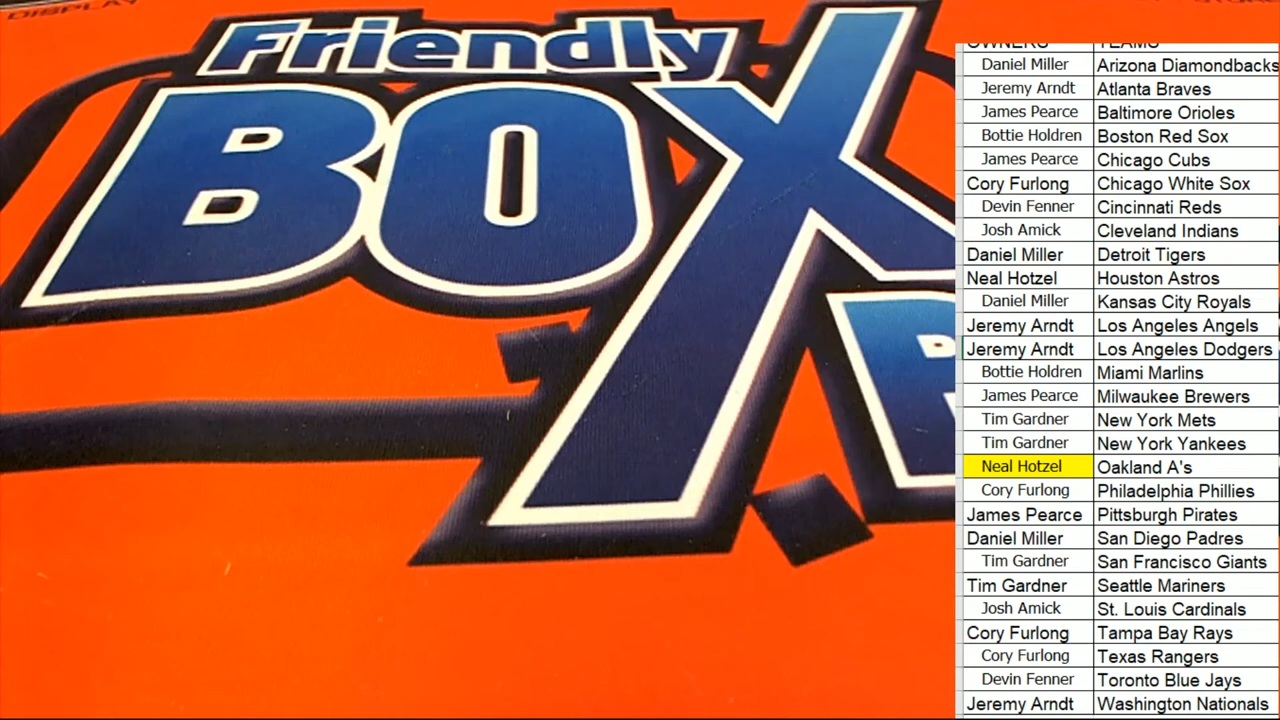 DISPLAY
Friendly
BOX
OWNERS TEAMS
Daniel Miller Arizona Diamondbacks
Jeremy Arndt Atlanta Braves
James Pearce Baltimore Orioles
Bottie Holdren Boston Red Sox
James Pearce Chicago Cubs
Cory Furlong Chicago White Sox
Devin Fenner Cincinnati Reds
Josh Amick Cleveland Indians
Daniel Miller Detroit Tigers
Neal Hotzel Houston Astros
Daniel Miller Kansas City Royals
Jeremy Arndt Los Angeles Angels
Jeremy Arndt Los Angeles Dodgers
Bottie Holdren Miami Marlins
James Pearce Milwaukee Brewers
Tim Gardner New York Mets
Tim Gardner New York Yankees
Neal Hotzel Oakland A's
Cory Furlong Philadelphia Phillies
James Pearce Pittsburgh Pirates
Daniel Miller San Diego Padres
Tim Gardner San Francisco Giants
Tim Gardner Seattle Mariners
Josh Amick St. Louis Cardinals
Cory Furlong Tampa Bay Rays
Cory Furlong Texas Rangers
Devin Fenner Toronto Blue Jays
Jeremy Arndt Washington Nationals